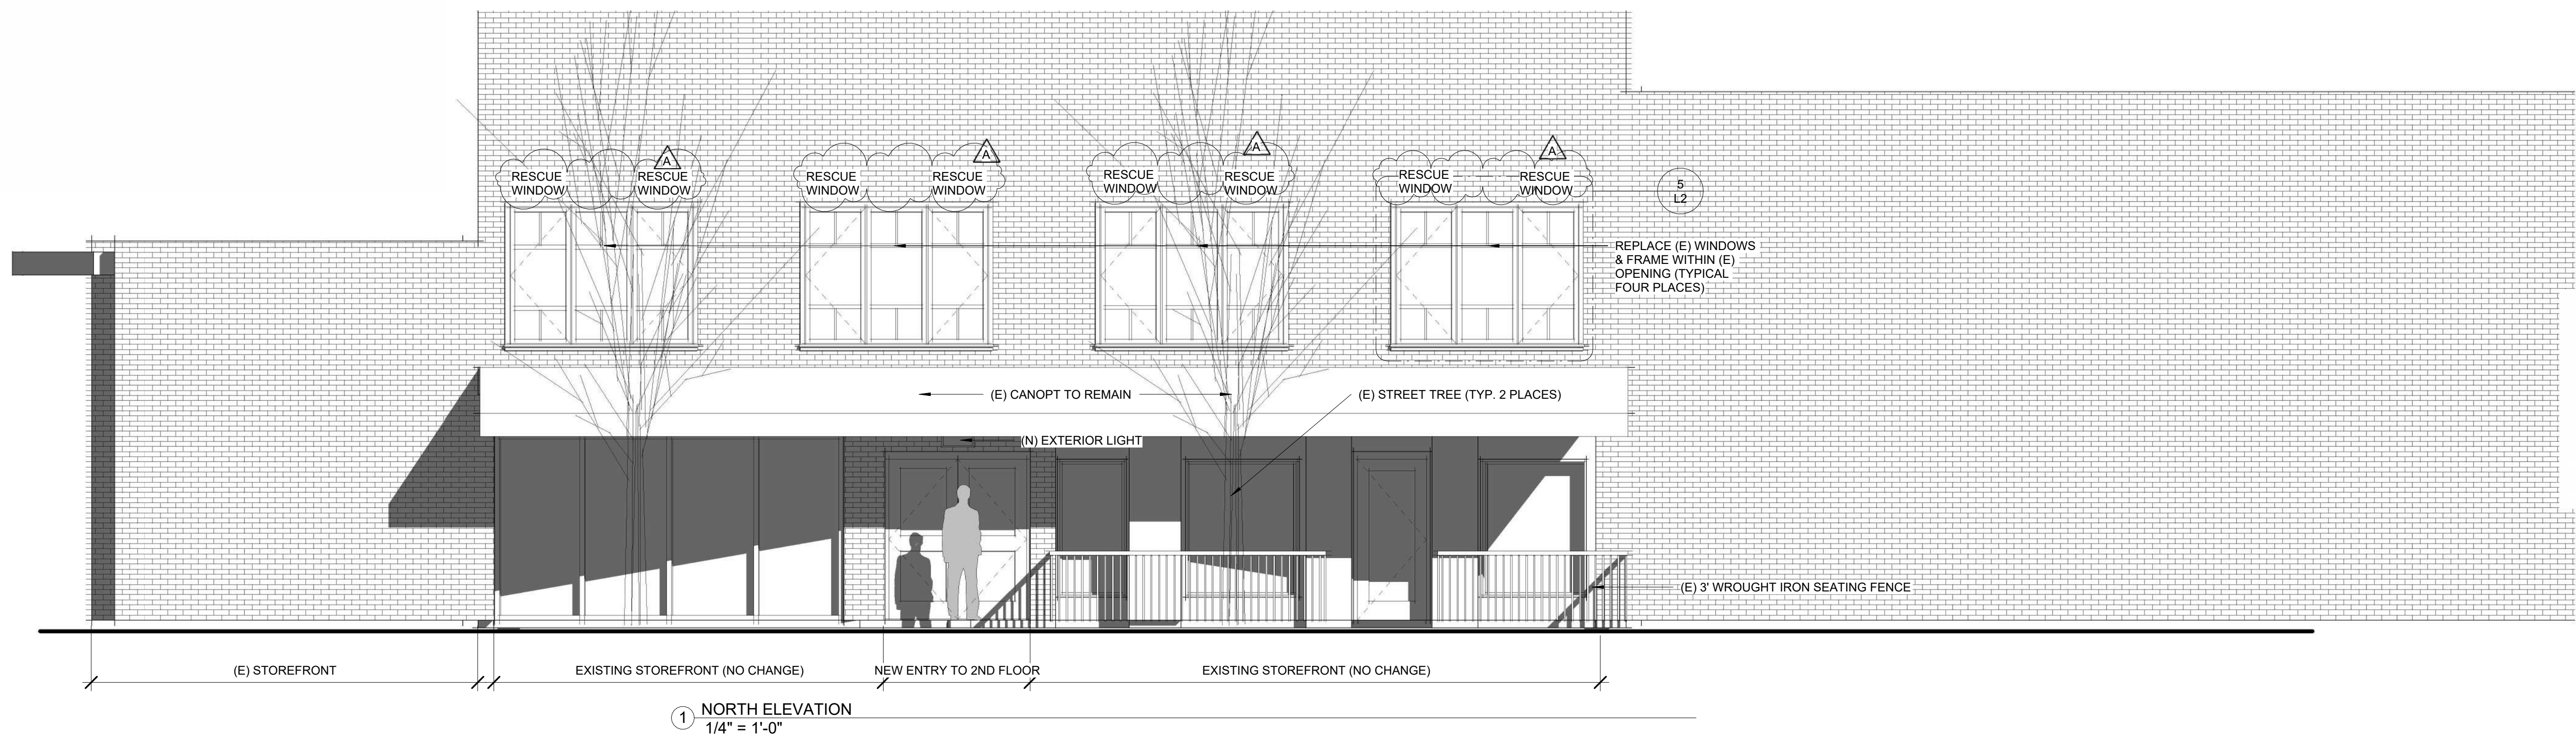 A
A
A
A
RESCUE
WINDOW
RESCUE
WINDOW
RESCUE
WINDOW
RESCUE
WINDOW
RESCUE
WINDOW
RESCUE
WINDOW
RESCUE
WINDOW
RESCUE
WINDOW
5
L2
REPLACE (E) WINDOWS
& FRAME WITHIN (E)
OPENING (TYPICAL
FOUR PLACES)
(E) CANOPT TO REMAIN
(E) STREET TREE (TYP. 2 PLACES)
(N) EXTERIOR LIGHT
(E) 3' WROUGHT IRON SEATING FENCE
(E) STOREFRONT
EXISTING STOREFRONT (NO CHANGE)
NEW ENTRY TO 2ND FLOOR
EXISTING STOREFRONT (NO CHANGE)
1
NORTH ELEVATION
1/4" = 1'-0"